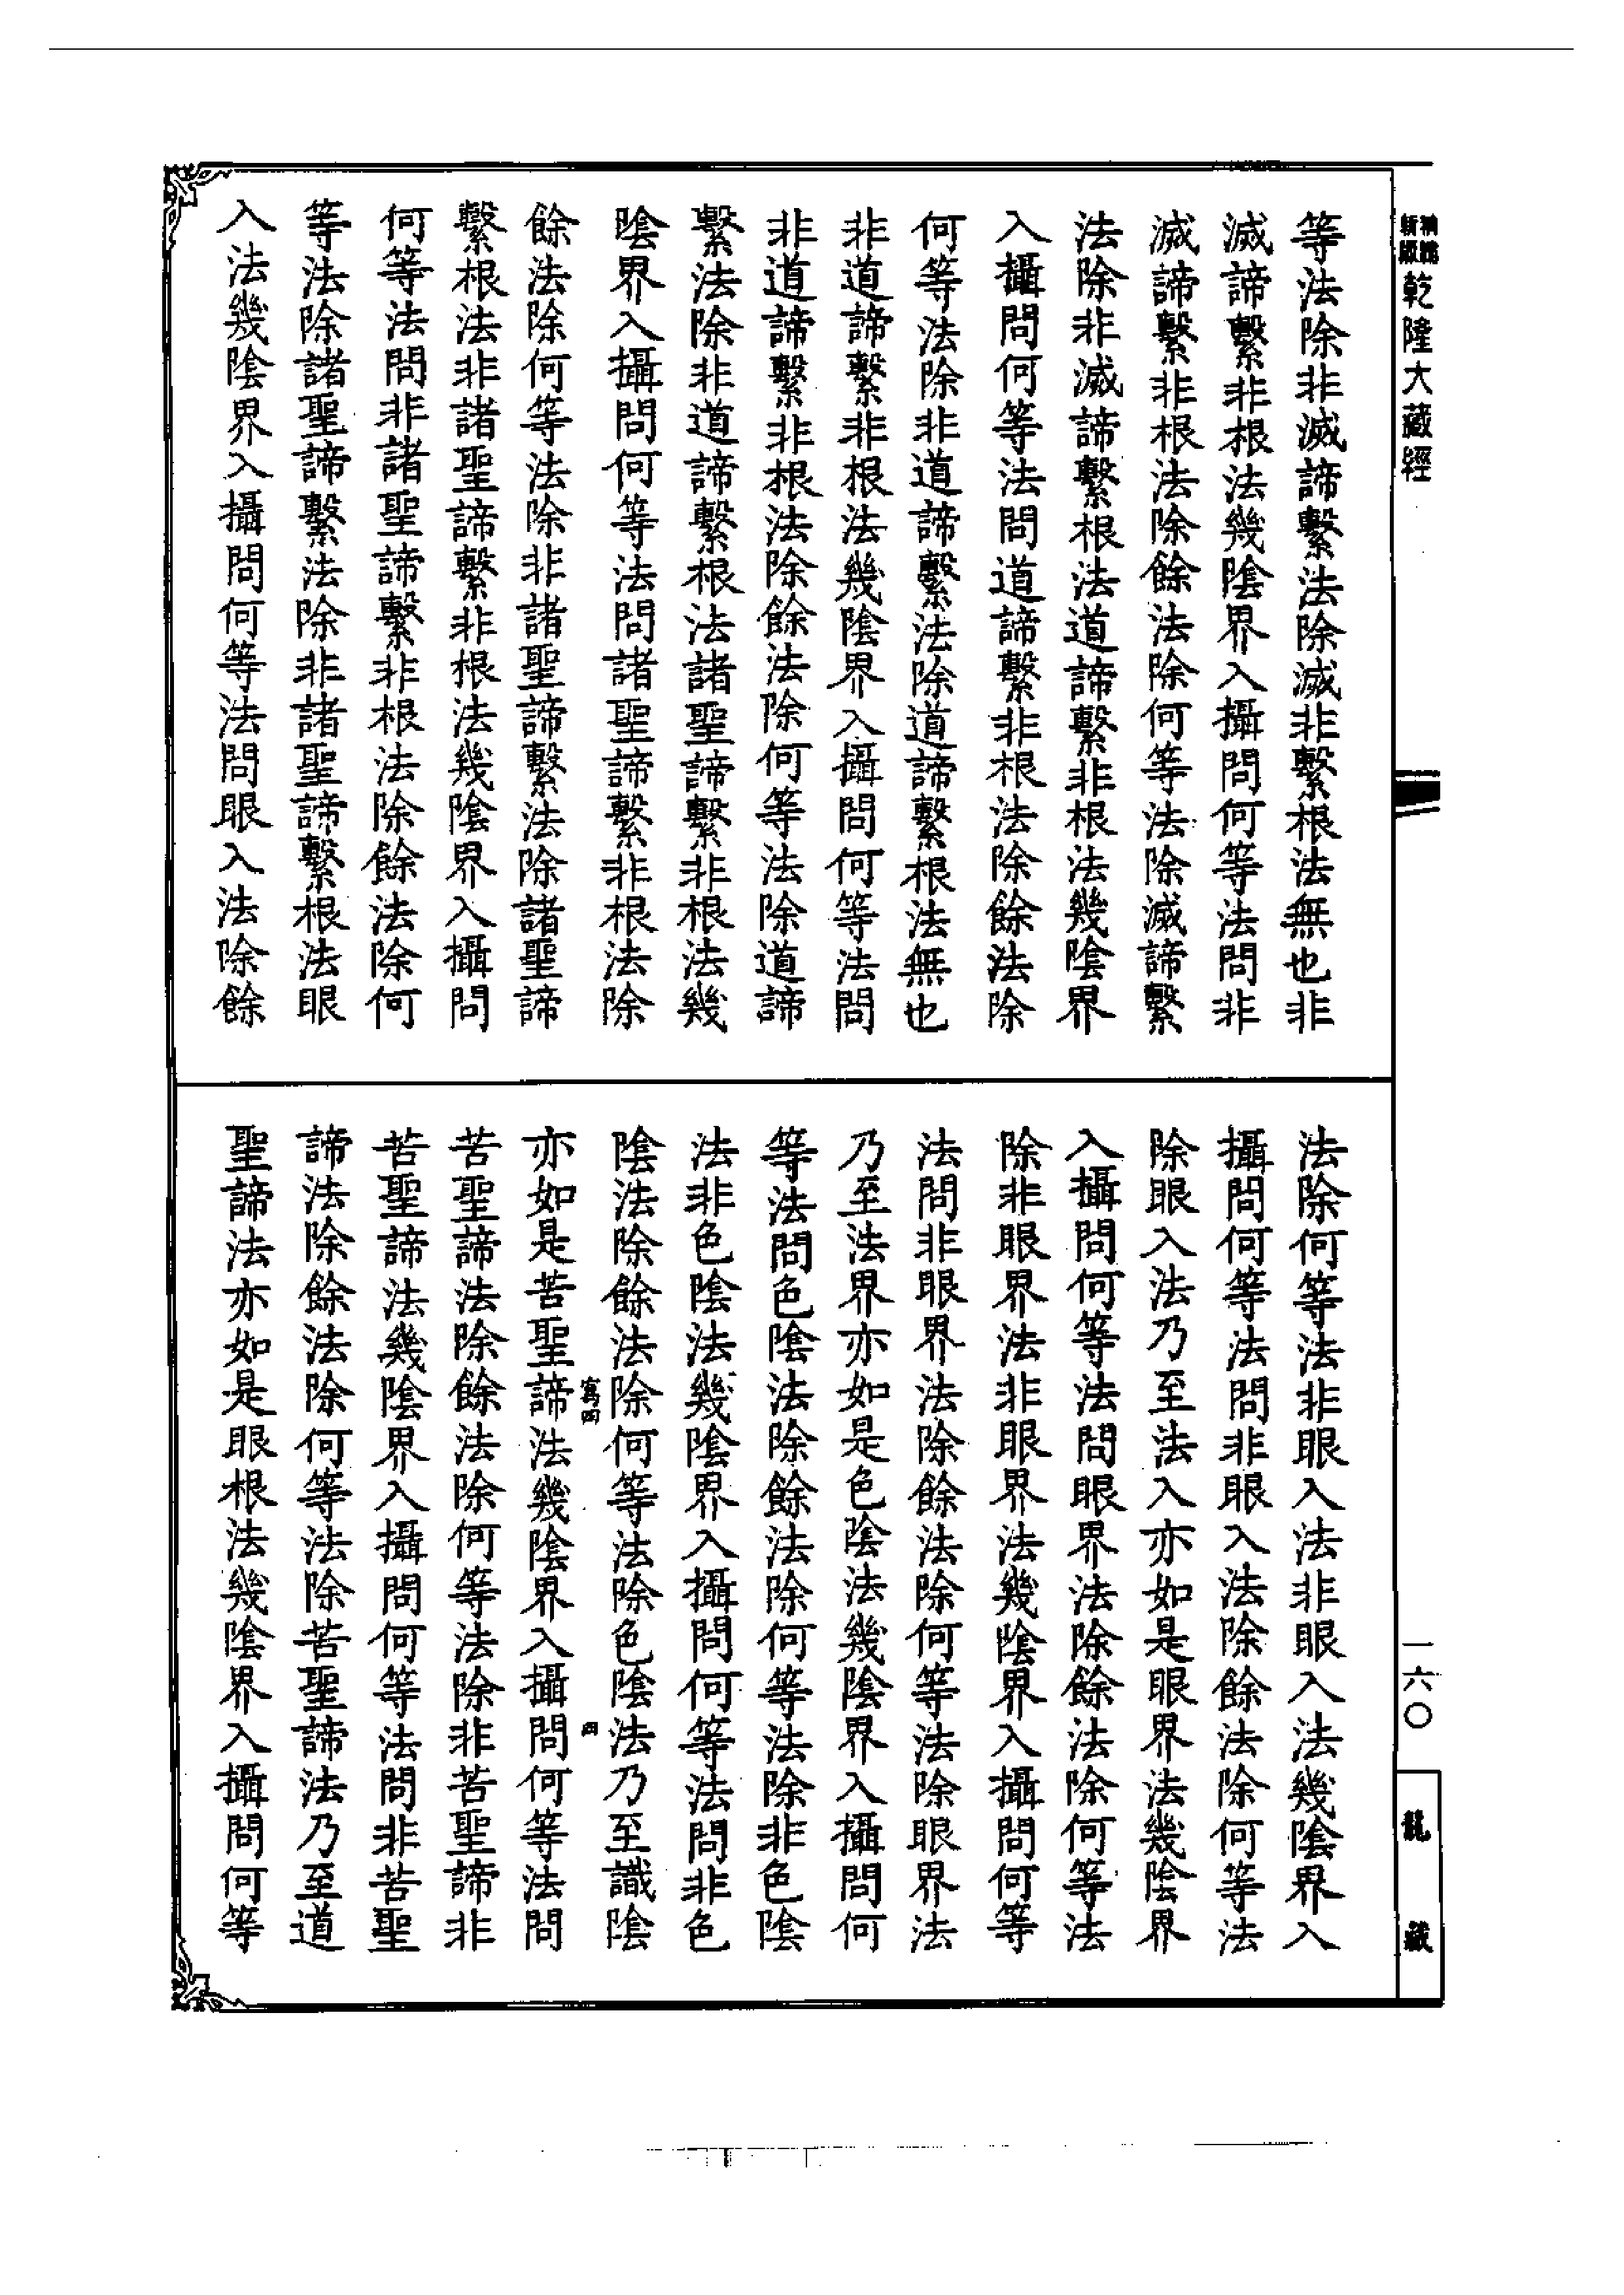 乾隆大藏經
等法除非滅諦繫法除滅非繫根法無也非
滅諦繫非根法幾陰界入攝問何等法問非
滅諦繫非根法除餘法除何等法除滅諦繫
法除非滅諦繫根法道諦繫非根法幾陰界
入攝問何等法問道諦繫非根法除餘法除
何等法除非道諦繫法除道諦繫根法無也
非道諦繫非根法幾陰界入攝問何等法問
非道諦繫非根法除餘法除何等法除道諦
繫法除非道諦繫根法諸聖諦繫非根法幾
陰界入攝問何等法問諸聖諦繫非根法除
餘法除何等法除非諸聖諦繫法除諸聖諦
繫根法非諸聖諦繫非根法幾陰界入攝問
何等法問非諸聖諦繫非根法除餘法除何
等法除諸聖諦繫法除非諸聖諦繫根法眼
入法幾陰界入攝問何等法問眼入法除餘
法除何等法非眼入法非眼入法幾陰界入
攝問何等法問非眼入法除餘法除何等法
除眼入法乃至法入亦如是眼界法幾陰界
入攝問何等法問眼界法除餘法除何等法
除非眼界法非眼界法幾陰界入攝問何等
法問非眼界法除餘法除何等法除眼界法
乃至法界亦如是色陰法幾陰界入攝問何
等法問色陰法除餘法除何等法除非色陰
法非色陰法幾陰界入攝問何等法問非色
陰法除餘法除何等法除色陰法乃至識陰
亦如是苦聖諦法幾陰界入攝問何等法問
苦聖諦法除餘法除何等法除非苦聖諦非
苦聖諦法幾陰界入攝問何等法問非苦聖
諦法除餘法除何等法除苦聖諦法乃至道
聖諦法亦如是眼根法幾陰界入攝問何等
寫四
四
一六〇
龍藏